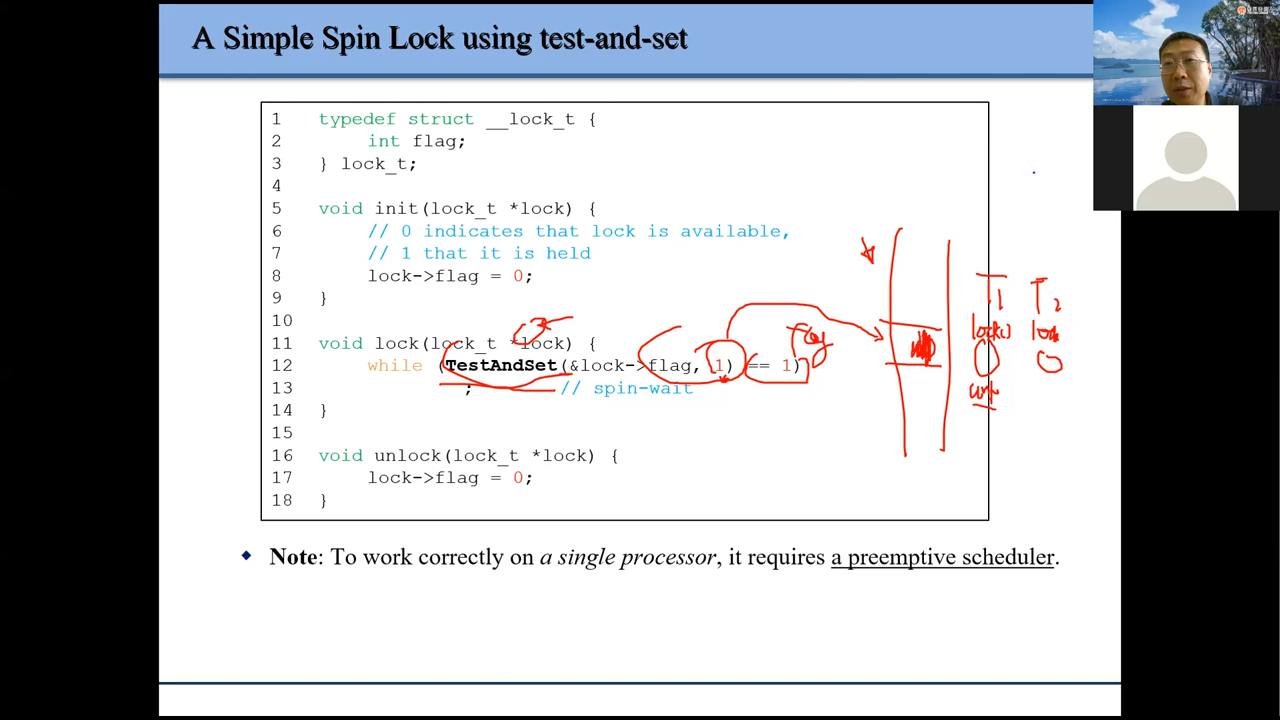 A Simple Spin Lock using test-and-set
1 typedef struct __lock_t {
2 int flag;
3 } lock_t;
4
5 void init(lock_t *lock) {
6 // 0 indicates that lock is available,
7 // 1 that it is held
8 lock->flag = 0;
9 }
10
11 void lock(lock_t *lock) {
12 while (TestAndSet(&lock->flag, 1) == 1)
13 ; // spin-wait
14 }
15
16 void unlock(lock_t *lock) {
17 lock->flag = 0;
18 }
T1 T2
lock()
◆ Note: To work correctly on a single processor, it requires a preemptive scheduler.